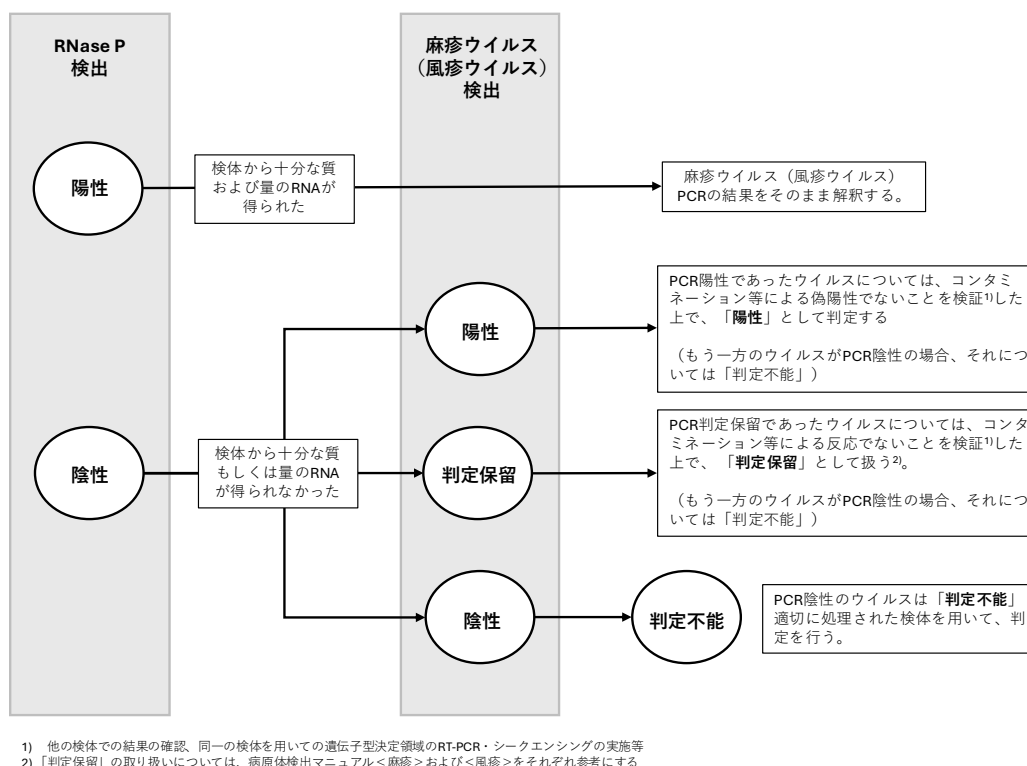 RNase P
検出
麻疹ウイルス
（風疹ウイルス）
検出
陽性
検体から十分な質
および量のRNAが
得られた
麻疹ウイルス（風疹ウイルス）
PCRの結果をそのまま解釈する。
陽性
PCR陽性であったウイルスについては、コンタミ
ネーション等による偽陽性でないことを検証1)した
上で、「陽性」として判定する
（もう一方のウイルスがPCR陰性の場合、それにつ
いては「判定不能」）
陰性
検体から十分な質
もしくは量のRNA
が得られなかった
判定保留
PCR判定保留であったウイルスについては、コンタ
ミネーション等による反応でないことを検証1)した
上で、「判定保留」として扱う2)。
（もう一方のウイルスがPCR陰性の場合、それにつ
いては「判定不能」）
陰性
判定不能
PCR陰性のウイルスは「判定不能」
適切に処理された検体を用いて、判
定を行う。
1) 他の検体での結果の確認、同一の検体を用いての遺伝子型決定領域のRT-PCR・シークエンシングの実施等
2) 「判定保留」の取り扱いについては、病原体検出マニュアル＜麻疹＞および＜風疹＞をそれぞれ参考にする